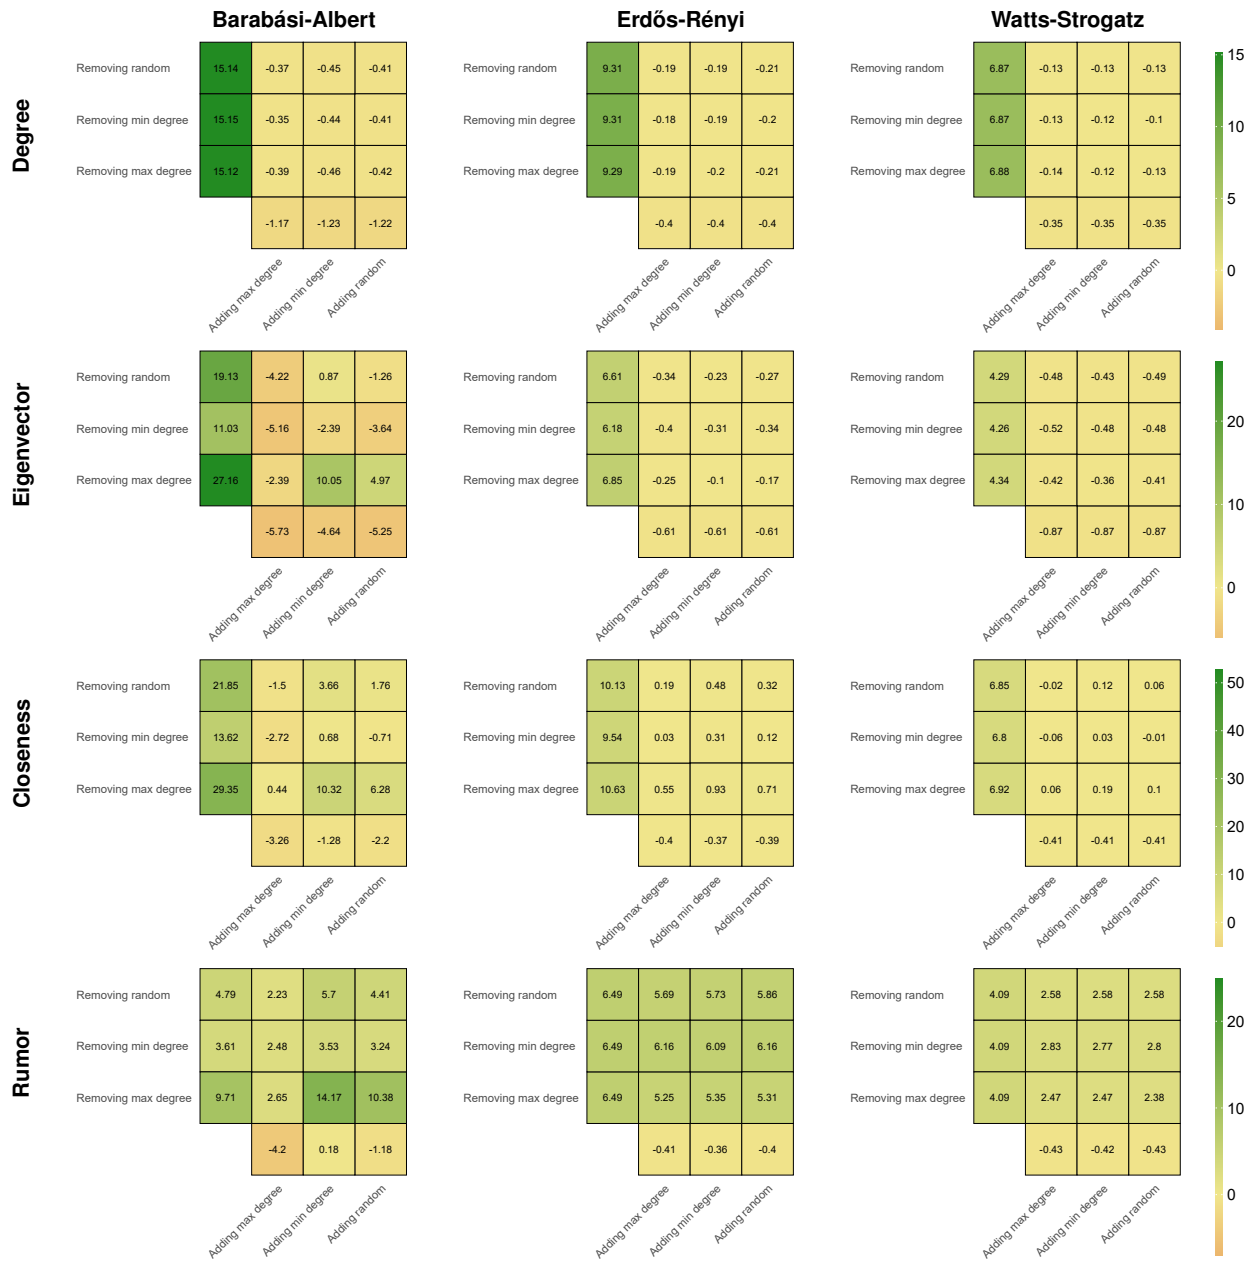 Barabási-Albert Erdős-Rényi Watts-Strogatz
Degree
Removing random 15.14 -0.37 -0.45 -0.41
Removing min degree 15.15 -0.35 -0.44 -0.41
Removing max degree 15.12 -0.39 -0.46 -0.42
-1.17 -1.23 -1.22
Adding max degree Adding min degree Adding random
Removing random 9.31 -0.19 -0.19 -0.21
Removing min degree 9.31 -0.18 -0.19 -0.2
Removing max degree 9.29 -0.19 -0.2 -0.21
-0.4 -0.4 -0.4
Adding max degree Adding min degree Adding random
Removing random 6.87 -0.13 -0.13 -0.13
Removing min degree 6.87 -0.13 -0.12 -0.1
Removing max degree 6.88 -0.14 -0.12 -0.13
-0.35 -0.35 -0.35
Adding max degree Adding min degree Adding random
15
10
5
0
Eigenvector
Removing random 19.13 -4.22 0.87 -1.26
Removing min degree 11.03 -5.16 -2.39 -3.64
Removing max degree 27.16 -2.39 10.05 4.97
-5.73 -4.64 -5.25
Adding max degree Adding min degree Adding random
Removing random 6.61 -0.34 -0.23 -0.27
Removing min degree 6.18 -0.4 -0.31 -0.34
Removing max degree 6.85 -0.25 -0.1 -0.17
-0.61 -0.61 -0.61
Adding max degree Adding min degree Adding random
Removing random 4.29 -0.48 -0.43 -0.49
Removing min degree 4.26 -0.52 -0.48 -0.48
Removing max degree 4.34 -0.42 -0.36 -0.41
-0.87 -0.87 -0.87
Adding max degree Adding min degree Adding random
20
10
0
Closeness
Removing random 21.85 -1.5 3.66 1.76
Removing min degree 13.62 -2.72 0.68 -0.71
Removing max degree 29.35 0.44 10.32 6.28
-3.26 -1.28 -2.2
Adding max degree Adding min degree Adding random
Removing random 10.13 0.19 0.48 0.32
Removing min degree 9.54 0.03 0.31 0.12
Removing max degree 10.63 0.55 0.93 0.71
-0.4 -0.37 -0.39
Adding max degree Adding min degree Adding random
Removing random 6.85 -0.02 0.12 0.06
Removing min degree 6.8 -0.06 0.03 -0.01
Removing max degree 6.92 0.06 0.19 0.1
-0.41 -0.41 -0.41
Adding max degree Adding min degree Adding random
50
40
30
20
10
0
Rumor
Removing random 4.79 2.23 5.7 4.41
Removing min degree 3.61 2.48 3.53 3.24
Removing max degree 9.71 2.65 14.17 10.38
-4.2 0.18 -1.18
Adding max degree Adding min degree Adding random
Removing random 6.49 5.69 5.73 5.86
Removing min degree 6.49 6.16 6.09 6.16
Removing max degree 6.49 5.25 5.35 5.31
-0.41 -0.36 -0.4
Adding max degree Adding min degree Adding random
Removing random 4.09 2.58 2.58 2.58
Removing min degree 4.09 2.83 2.77 2.8
Removing max degree 4.09 2.47 2.47 2.38
-0.43 -0.42 -0.43
Adding max degree Adding min degree Adding random
20
10
0